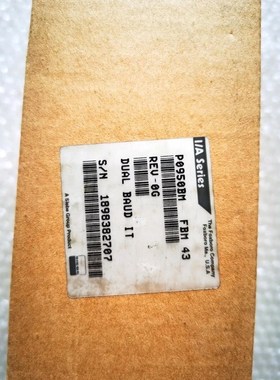 I/A Series
The Foxboro Company
Foxboro Ma., U.S.A
P0950BM FBM 43
REV-0G
DUAL BAUD IT
S/N 1898382707
A Siebe Group Product